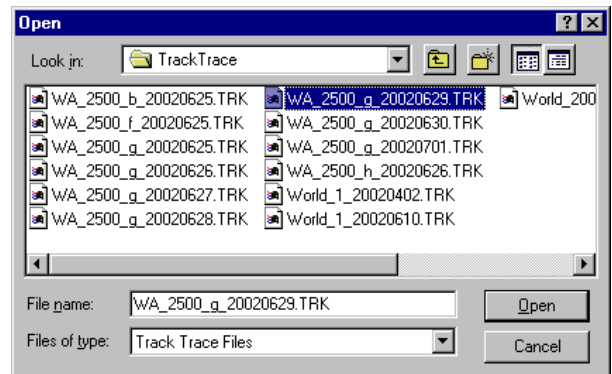 Open
Look in: TrackTrace
WA_2500_b_20020625.TRK
WA_2500_f_20020625.TRK
WA_2500_g_20020625.TRK
WA_2500_g_20020626.TRK
WA_2500_g_20020627.TRK
WA_2500_g_20020628.TRK
WA_2500_g_20020629.TRK
WA_2500_g_20020630.TRK
WA_2500_g_20020701.TRK
WA_2500_h_20020626.TRK
World_1_20020402.TRK
World_1_20020610.TRK
World_200
File name: WA_2500_g_20020629.TRK
Open
Files of type: Track Trace Files
Cancel